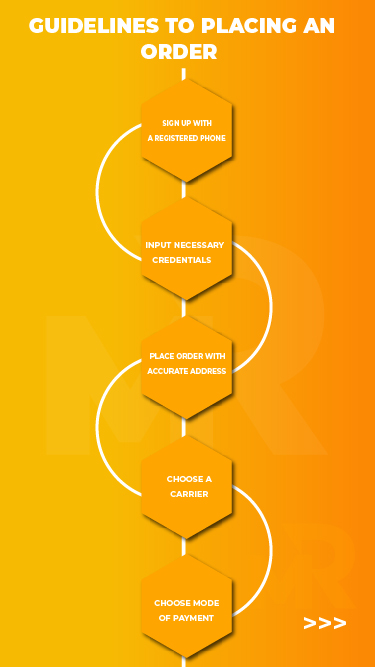 GUIDELINES TO PLACING AN
ORDER
SIGN UP WITH
A REGISTERED PHONE
INPUT NECESSARY
CREDENTIALS
PLACE ORDER WITH
ACCURATE ADDRESS
CHOOSE A
CARRIER
CHOOSE MODE
OF PAYMENT
>>>